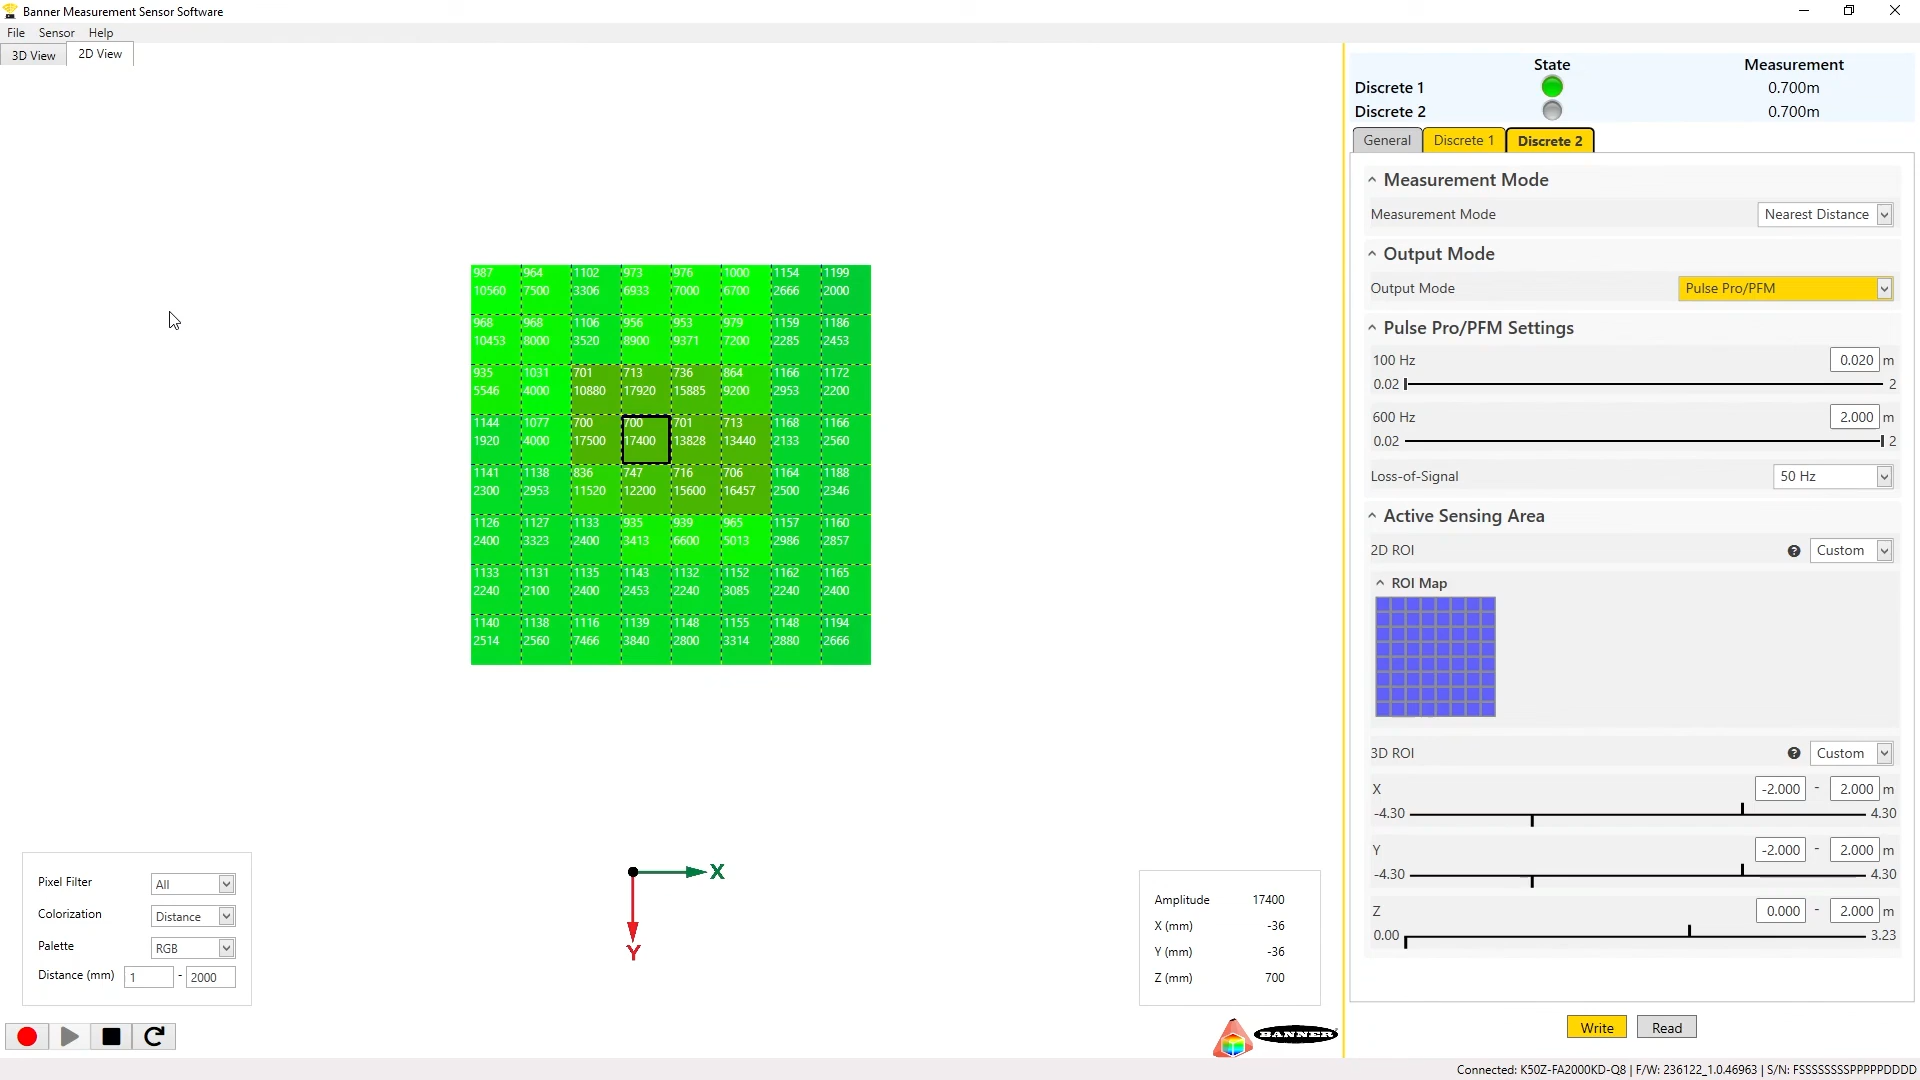 Banner Measurement Sensor Software
File Sensor Help
3D View 2D View
State Measurement
Discrete 1 0.700m
Discrete 2 0.700m
General Discrete 1 Discrete 2
Measurement Mode
Measurement Mode Nearest Distance
Output Mode
Output Mode Pulse Pro/PFM
Pulse Pro/PFM Settings
100 Hz 0.020 m
0.02 2
600 Hz 2.000 m
0.02 2
Loss-of-Signal 50 Hz
Active Sensing Area
2D ROI ? Custom
ROI Map
3D ROI ? Custom
X -2.000 - 2.000 m
-4.30 4.30
Y -2.000 - 2.000 m
-4.30 4.30
Z 0.000 - 2.000 m
0.00 3.23
Write Read
987 964 1102 973 976 1000 1154 1199
10560 7500 3306 6933 7000 6700 2666 2000
968 968 1106 956 953 979 1159 1186
10453 8000 3520 8900 9371 7200 2285 2453
935 1031 701 713 736 864 1166 1172
5546 4000 10880 17920 15885 9200 2953 2200
1144 1077 700 700 701 713 1168 1166
1920 4000 17500 17400 13828 13440 2133 2560
1141 1138 836 747 716 706 1164 1188
2300 2953 11520 12200 15600 16457 2500 2346
1126 1127 1133 935 939 965 1157 1160
2400 3323 2400 3413 6600 5013 2986 2857
1133 1131 1135 1143 1132 1152 1162 1165
2240 2100 2400 2453 2240 3085 2240 2400
1140 1138 1116 1139 1148 1155 1148 1194
2514 2560 7466 3840 2800 3314 2880 2666
X
Y
Pixel Filter All
Colorization Distance
Palette RGB
Distance (mm) 1 - 2000
Amplitude 17400
X (mm) -36
Y (mm) -36
Z (mm) 700
BANNER
Connected: K50Z-FA2000KD-Q8 | F/W: 236122_1.0.46963 | S/N: FSSSSSSSSPPPPPDDDD